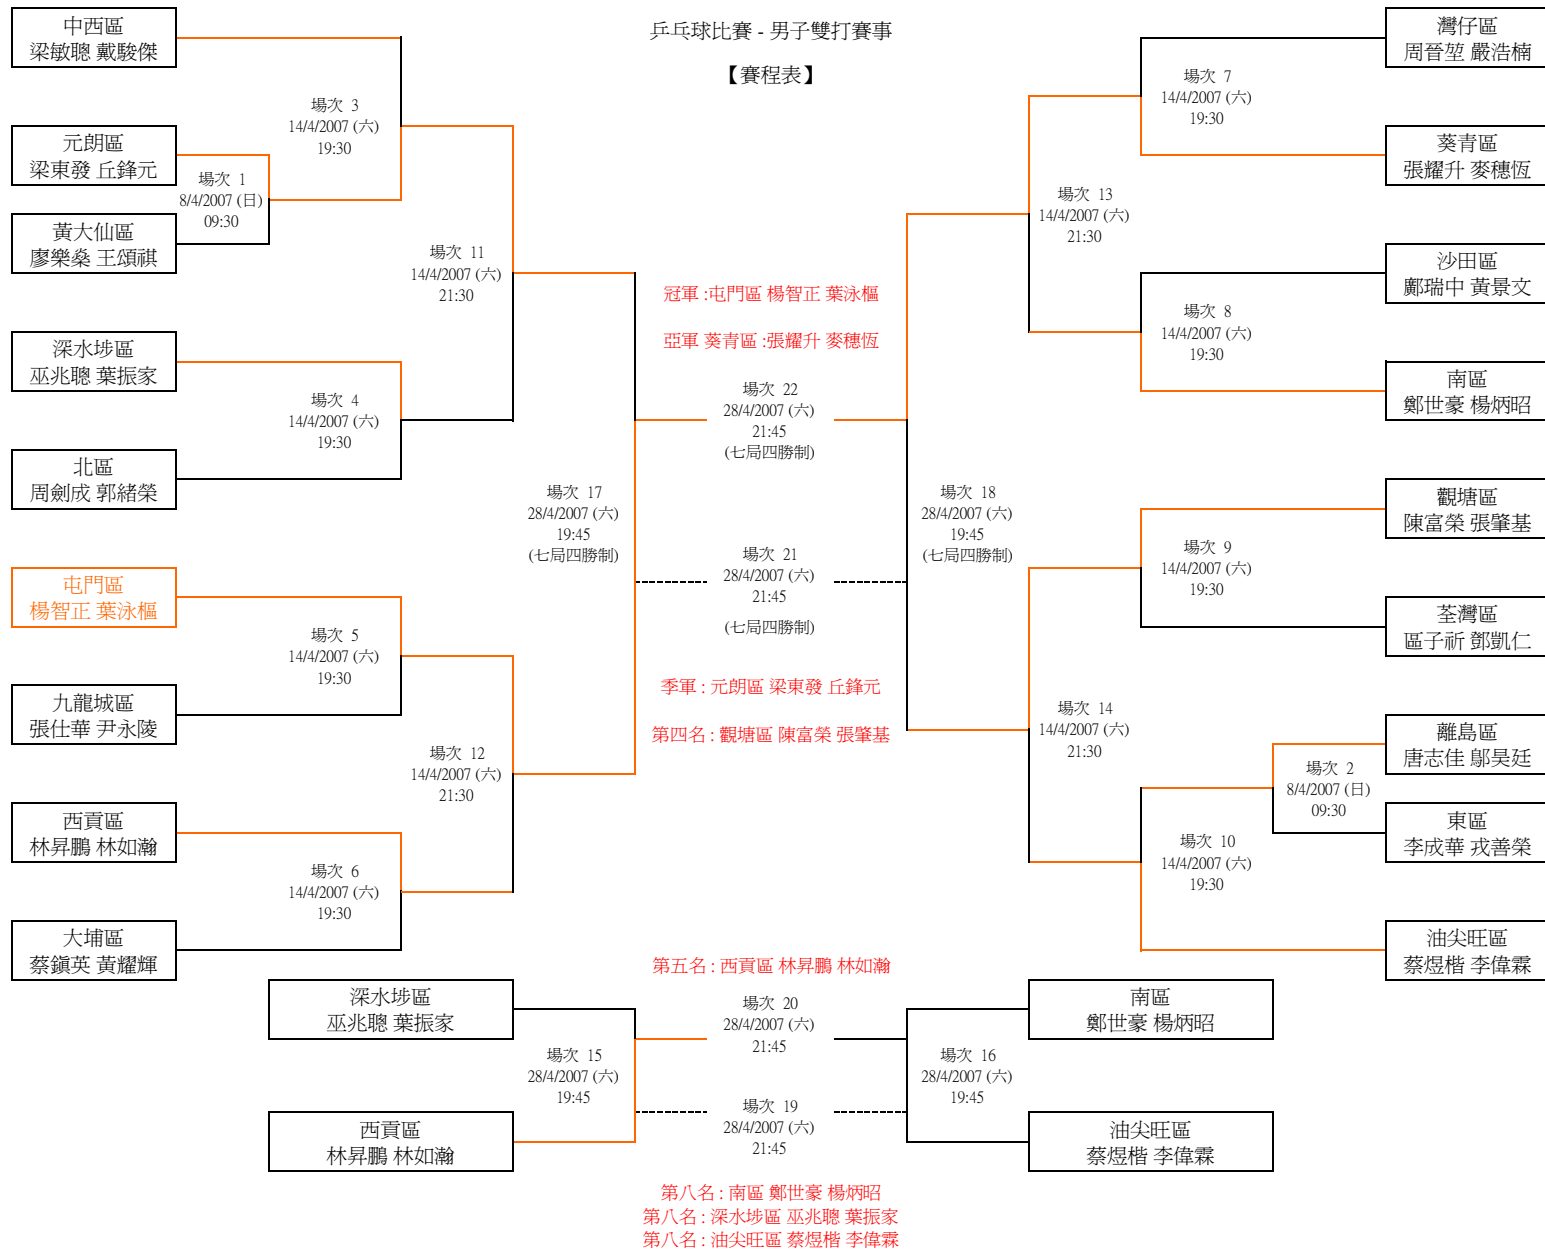 乒乓球比賽 - 男子雙打賽事
【賽程表】
中西區
梁敏聰 戴駿傑
元朗區
梁東發 丘鋒元
黃大仙區
廖樂燊 王頌祺
深水埗區
巫兆聰 葉振家
北區
周劍成 郭緒榮
屯門區
楊智正 葉泳樞
九龍城區
張仕華 尹永陵
西貢區
林昇鵬 林如瀚
大埔區
蔡鎮英 黃耀輝
場次 1
8/4/2007 (日)
09:30
場次 3
14/4/2007 (六)
19:30
場次 4
14/4/2007 (六)
19:30
場次 5
14/4/2007 (六)
19:30
場次 6
14/4/2007 (六)
19:30
場次 11
14/4/2007 (六)
21:30
場次 12
14/4/2007 (六)
21:30
場次 17
28/4/2007 (六)
19:45
(七局四勝制)
冠軍 :屯門區 楊智正 葉泳樞
亞軍 葵青區 :張耀升 麥穗恆
場次 22
28/4/2007 (六)
21:45
(七局四勝制)
場次 21
28/4/2007 (六)
21:45
(七局四勝制)
季軍 : 元朗區 梁東發 丘鋒元
第四名 : 觀塘區 陳富榮 張肇基
場次 18
28/4/2007 (六)
19:45
(七局四勝制)
場次 13
14/4/2007 (六)
21:30
場次 14
14/4/2007 (六)
21:30
場次 7
14/4/2007 (六)
19:30
場次 8
14/4/2007 (六)
19:30
場次 9
14/4/2007 (六)
19:30
場次 10
14/4/2007 (六)
19:30
場次 2
8/4/2007 (日)
09:30
灣仔區
周晉堃 嚴浩楠
葵青區
張耀升 麥穗恆
沙田區
鄺瑞中 黃景文
南區
鄭世豪 楊炳昭
觀塘區
陳富榮 張肇基
荃灣區
區子祈 鄧凱仁
離島區
唐志佳 鄔昊廷
東區
李成華 戎善榮
油尖旺區
蔡煜楷 李偉霖
第五名 : 西貢區 林昇鵬 林如瀚
深水埗區
巫兆聰 葉振家
西貢區
林昇鵬 林如瀚
場次 15
28/4/2007 (六)
19:45
場次 20
28/4/2007 (六)
21:45
場次 19
28/4/2007 (六)
21:45
場次 16
28/4/2007 (六)
19:45
南區
鄭世豪 楊炳昭
油尖旺區
蔡煜楷 李偉霖
第八名 : 南區 鄭世豪 楊炳昭
第八名 : 深水埗區 巫兆聰 葉振家
第八名 : 油尖旺區 蔡煜楷 李偉霖